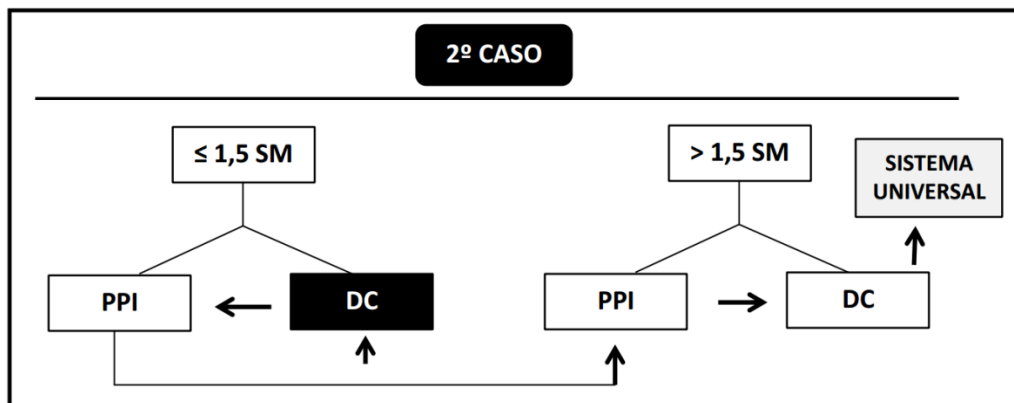 2º CASO
≤ 1,5 SM
> 1,5 SM
SISTEMA
UNIVERSAL
PPI
DC
PPI
DC